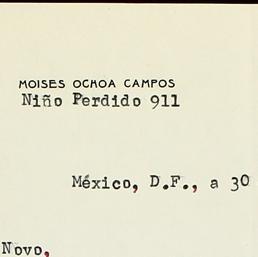 MOISES OCHOA CAMPOS
Niño Perdido 911
México, D.F., a 30
Novo,